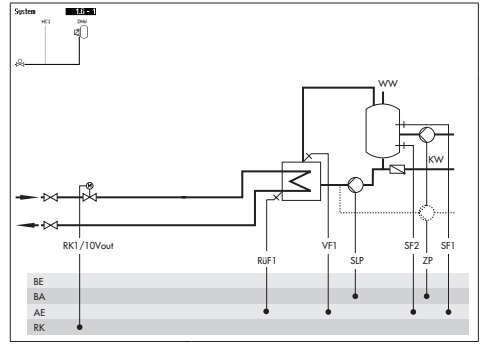 System 1.8 - 1
HC1 DHW
WW
KW
M
RK1/10Vout
RüF1
VF1
SLP
SF2
ZP
SF1
BE
BA
AE
RK